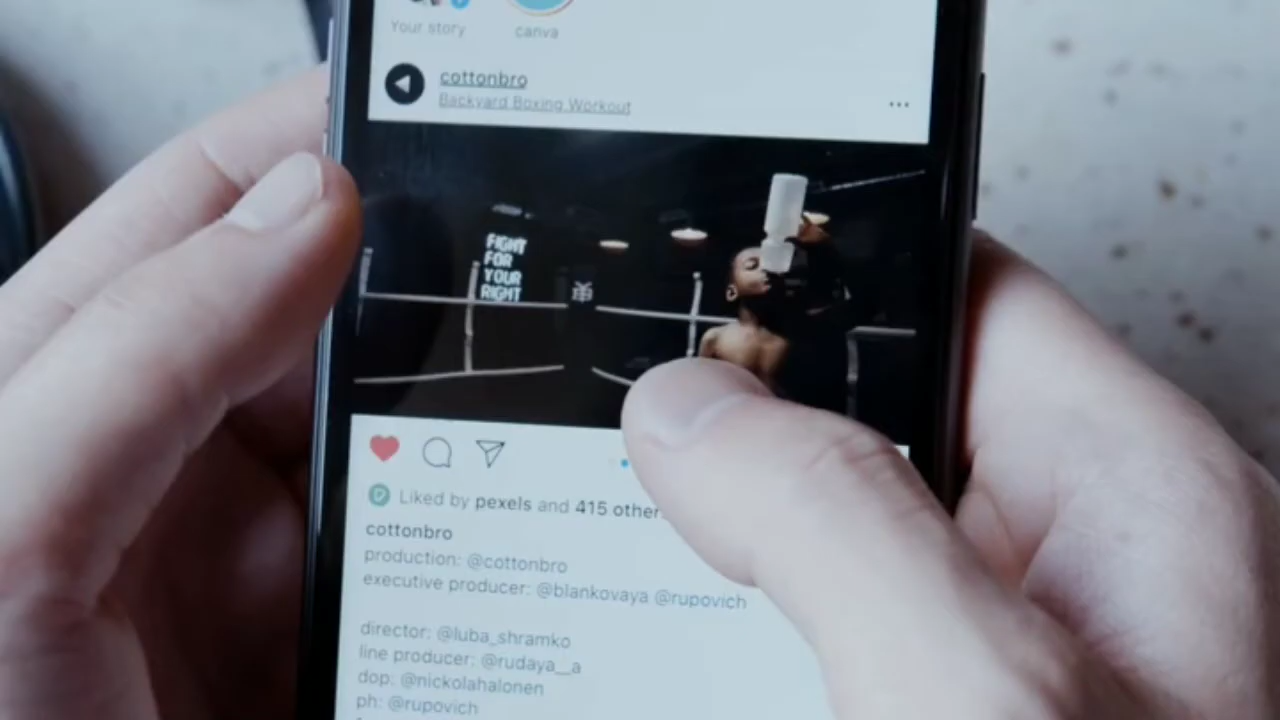 Your story
canva
cottonbro
Backyard Boxing Workout
FIGHT
FOR
YOUR
RIGHT
Liked by pexels and 415 other
cottonbro
production: @cottonbro
executive producer: @blankovaya @rupovich
director: @luba_shramko
line producer: @rudaya__a
dop: @nickolahalonen
ph: @rupovich